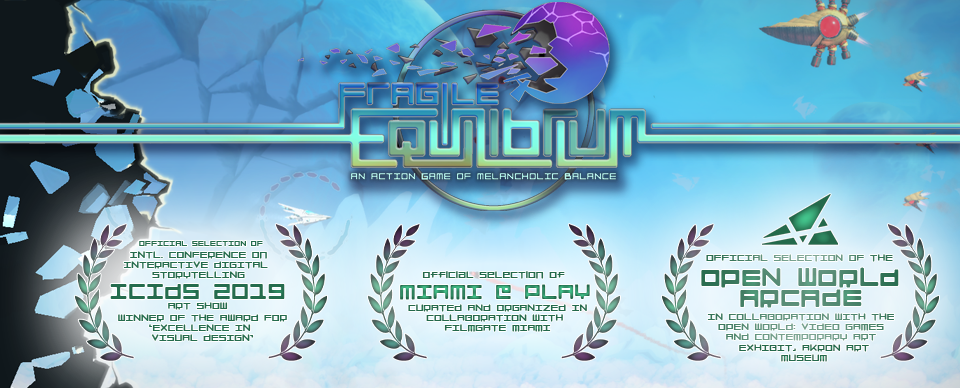 FRAGILE
EQUILIBRIUM
AN ACTION GAME OF MELANCHOLIC BALANCE
OFFICIAL SELECTION OF
INTL. CONFERENCE ON
INTERACTIVE DIGITAL
STORYTELLING
ICIDS 2019
ART SHOW
WINNER OF THE AWARD FOR
'EXCELLENCE IN
VISUAL DESIGN'
OFFICIAL SELECTION OF
MIAMI @ PLAY
CURATED AND ORGANIZED IN
COLLABORATION WITH
FILMGATE MIAMI
OFFICIAL SELECTION OF THE
OPEN WORLD
ARCADE
IN COLLABORATION WITH THE
OPEN WORLD: VIDEO GAMES
AND CONTEMPORARY ART
EXHIBIT, AKRON ART
MUSEUM